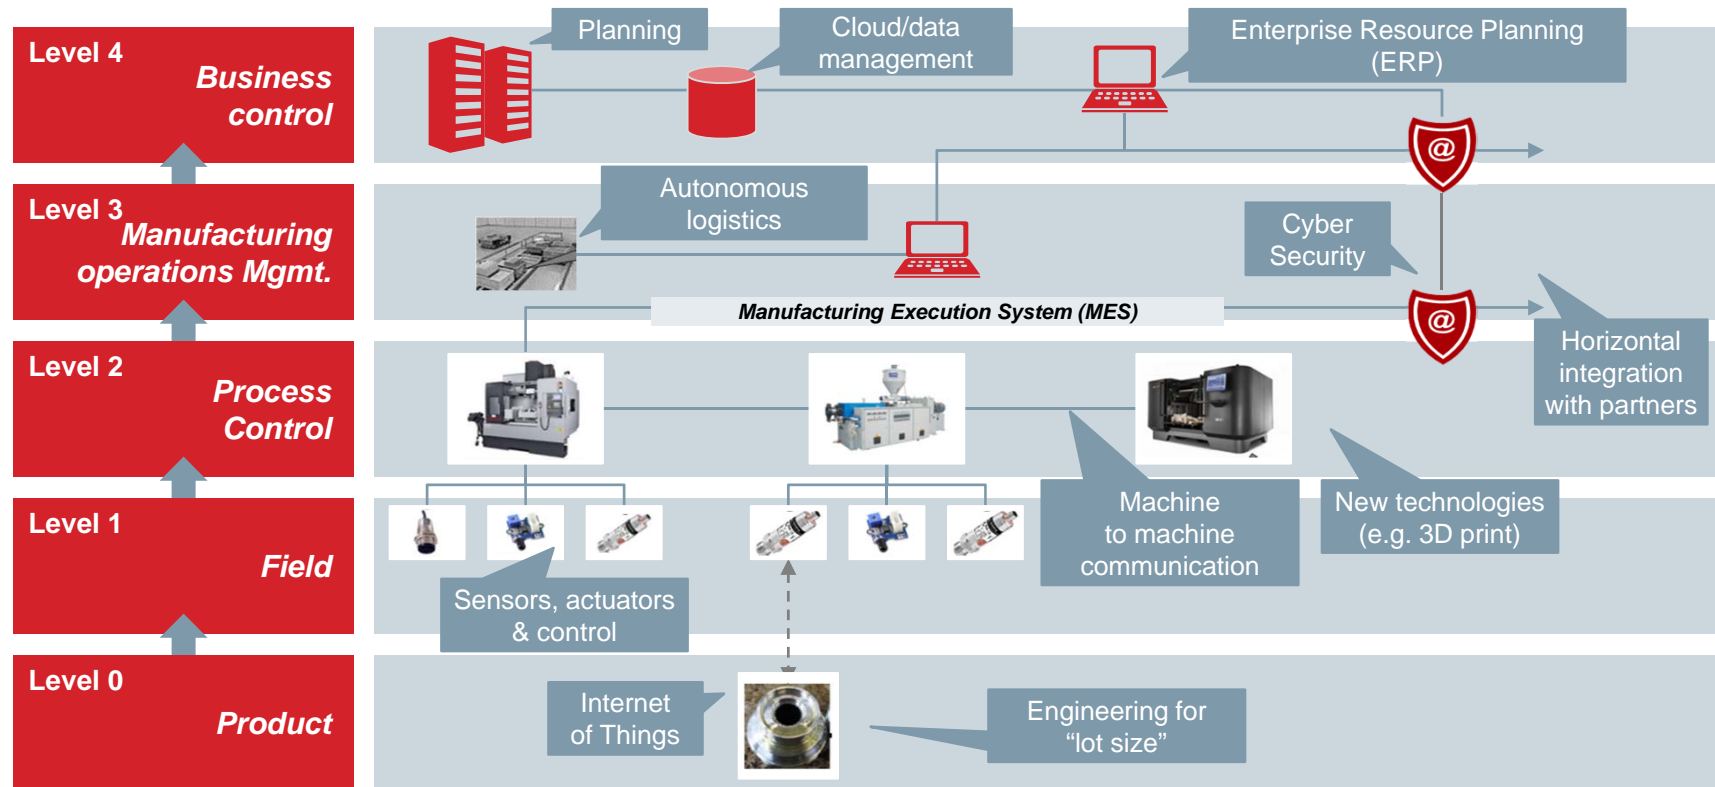 Level 4
Business
control
Planning
Cloud/data
management
Enterprise Resource Planning
(ERP)
@
Level 3
Manufacturing
operations Mgmt.
Autonomous
logistics
Cyber
Security
Manufacturing Execution System (MES)
@
Horizontal
integration
with partners
Level 2
Process
Control
Machine
to machine
communication
New technologies
(e.g. 3D print)
Level 1
Field
Sensors, actuators
& control
Level 0
Product
Internet
of Things
Engineering for
“lot size”